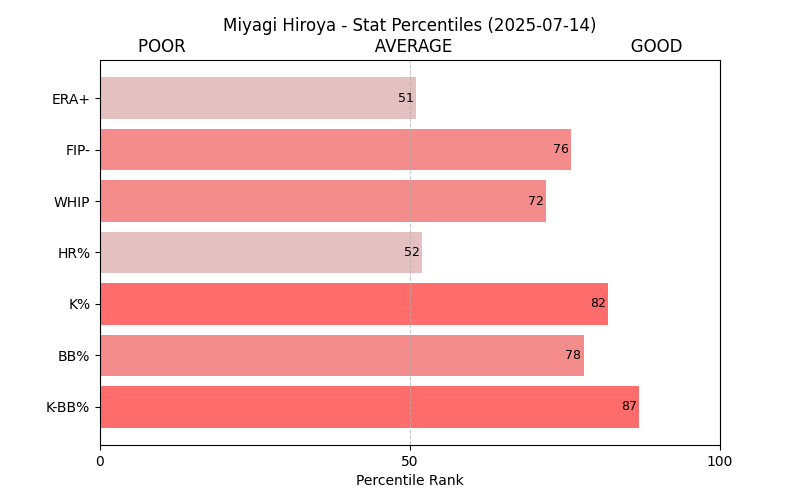 Miyagi Hiroya - Stat Percentiles (2025-07-14)
POOR AVERAGE GOOD
ERA+ 51
FIP- 76
WHIP 72
HR% 52
K% 82
BB% 78
K-BB% 87
0 50 100
Percentile Rank